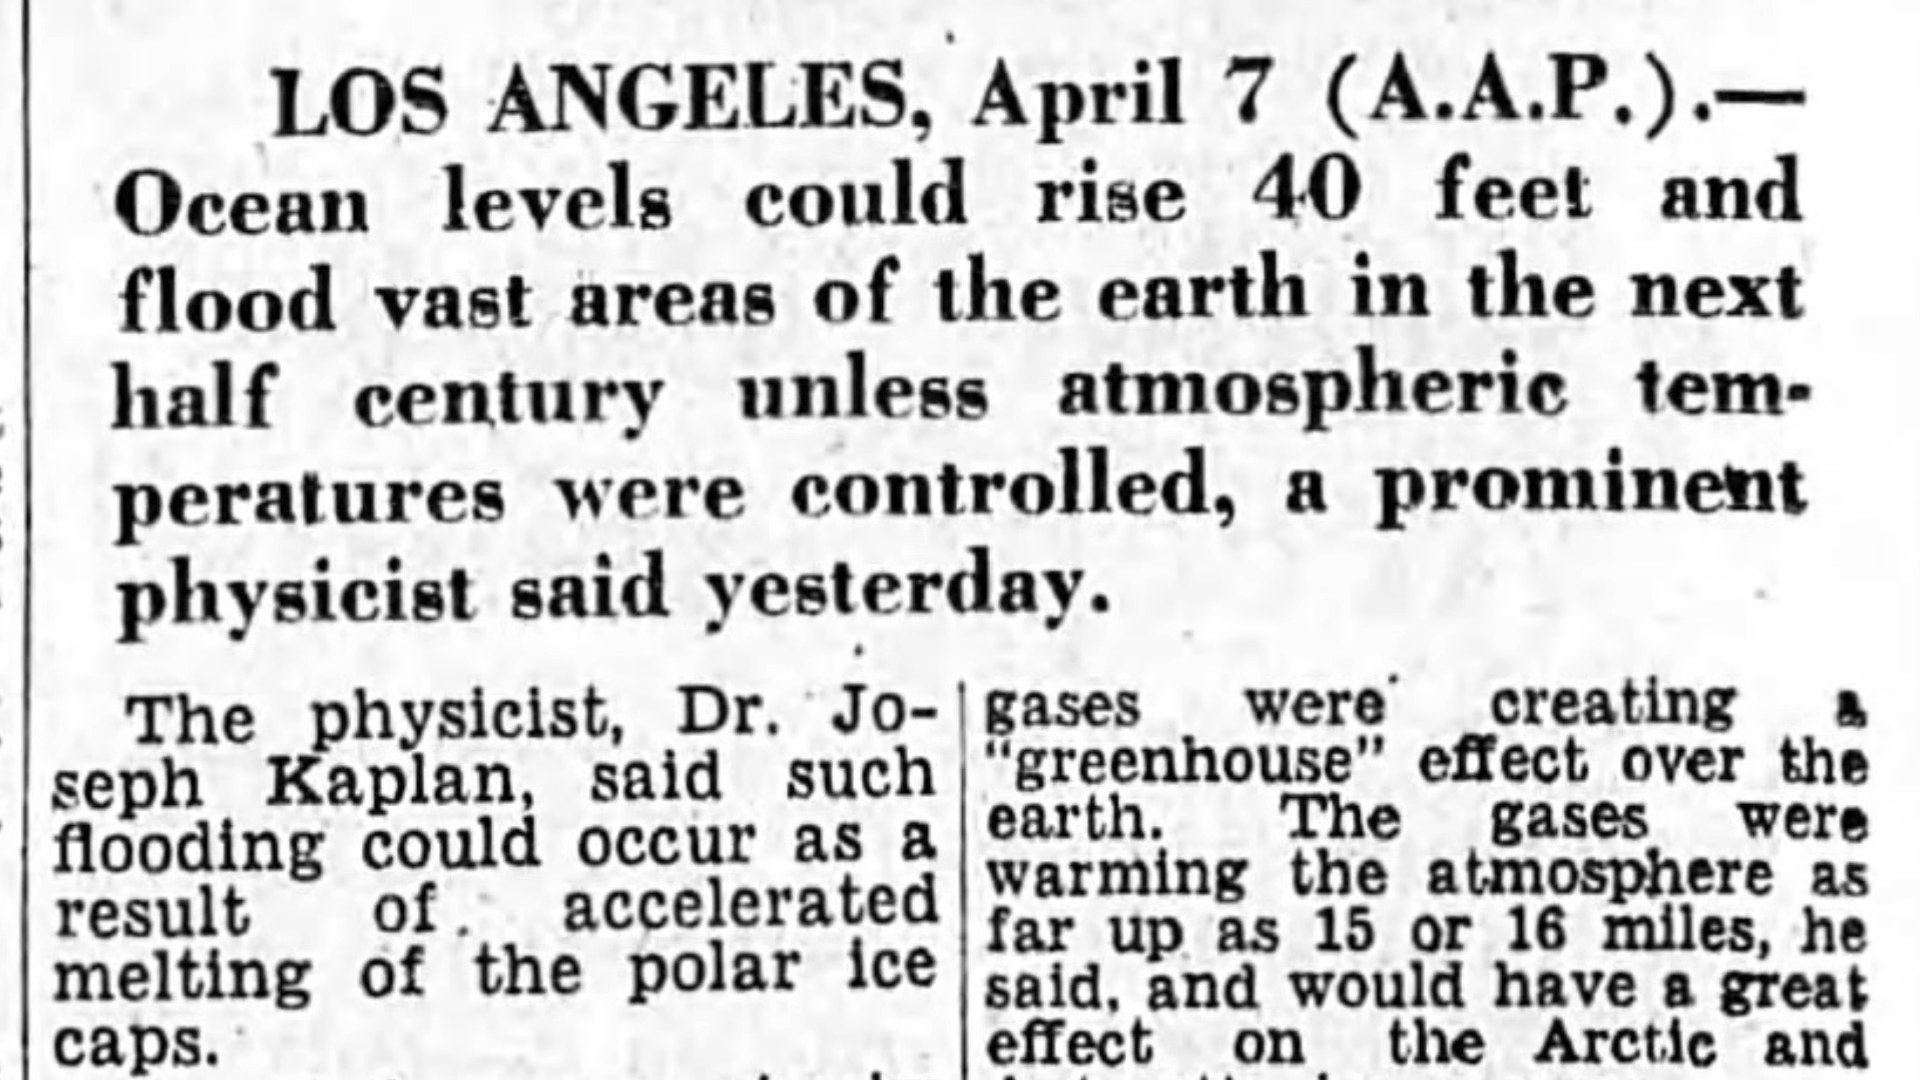 LOS ANGELES, April 7 (A.A.P.).—
Ocean levels could rise 40 feet and
flood vast areas of the earth in the next
half century unless atmospheric tem-
peratures were controlled, a prominent
physicist said yesterday.
The physicist, Dr. Jo-
seph Kaplan, said such
flooding could occur as a
result of accelerated
melting of the polar ice
caps.
gases were creating a
"greenhouse" effect over the
earth. The gases were
warming the atmosphere as
far up as 15 or 16 miles, he
said, and would have a great
effect on the Arctic and